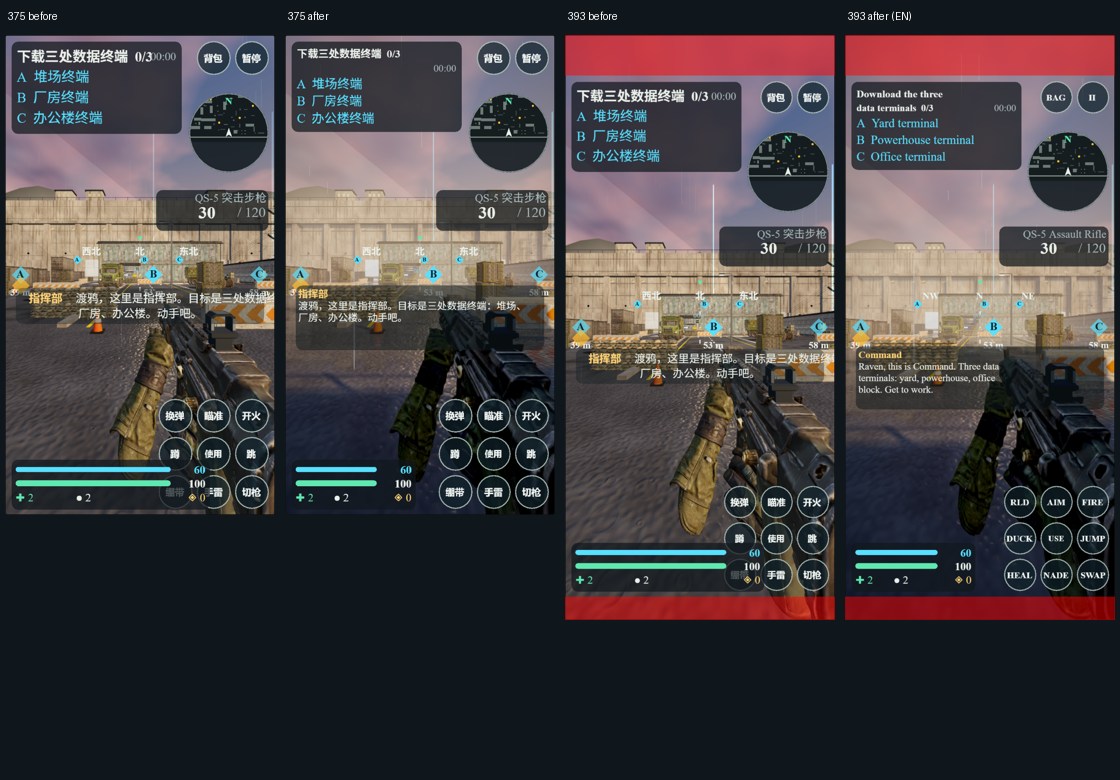 375 before
下载三处数据终端 0/3 00:00
背包 暂停
A 堆场终端
B 厂房终端
C 办公楼终端
N
QS-5 突击步枪
30 / 120
西北 北 东北
A B C
A B C
指挥部 渡鸦，这里是指挥部。目标是三处数据终
厂房、办公楼。动手吧。
换弹 瞄准 开火
蹲 使用 跳
60
100
+ 2 2 0
绷带 手雷 切枪
375 after
下载三处数据终端 0/3
00:00
背包 暂停
A 堆场终端
B 厂房终端
C 办公楼终端
N
QS-5 突击步枪
30 / 120
西北 北 东北
A B C
A B C
指挥部
渡鸦，这里是指挥部。目标是三处数据终端：堆场、
厂房、办公楼。动手吧。
换弹 瞄准 开火
蹲 使用 跳
60
100
+ 2 2 0
绷带 手雷 切枪
393 before
下载三处数据终端 0/3 00:00
背包 暂停
A 堆场终端
B 厂房终端
C 办公楼终端
N
QS-5 突击步枪
30 / 120
西北 北 东北
A B C
A B C
59 m 53 m 58 m
指挥部 渡鸦，这里是指挥部。目标是三处数据终
厂房、办公楼。动手吧。
换弹 瞄准 开火
蹲 使用 跳
60
100
+ 2 2 0
手雷 切枪
393 after (EN)
Download the three
data terminals 0/3
00:00
BAG II
A Yard terminal
B Powerhouse terminal
C Office terminal
N
QS-5 Assault Rifle
30 / 120
NW N NE
A B C
A B C
59 m 53 m 58 m
Command
Raven, this is Command. Three data
terminals: yard, powerhouse, office
block. Get to work.
RLD AIM FIRE
DUCK USE JUMP
60
100
+ 2 2 0
HEAL NADE SWAP